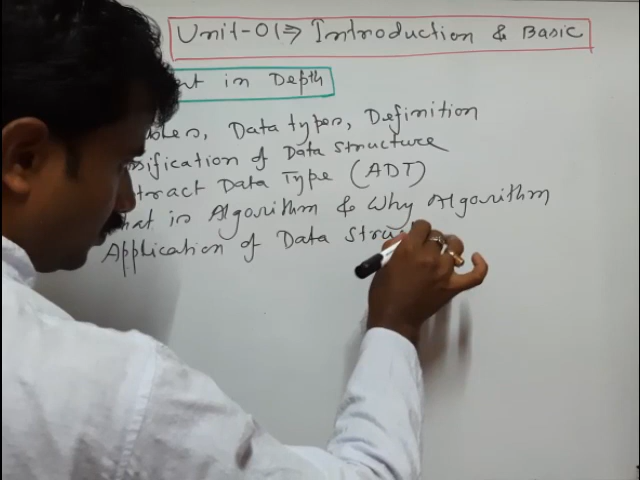 Unit-01⇒ Introduction & Basic
in Depth
Data types, Definition
of Data Structure
Data Type (ADT)
in Algorithm & Why Algorithm
Application of Data